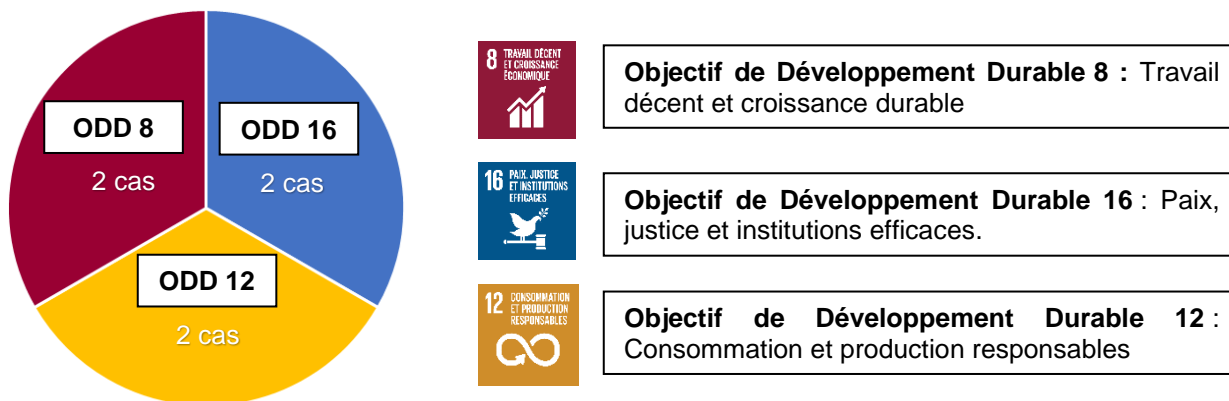 ODD 8
2 cas
ODD 16
2 cas
ODD 12
2 cas
8 TRAVAIL DÉCENT
ET CROISSANCE
ÉCONOMIQUE
Objectif de Développement Durable 8 : Travail
décent et croissance durable
16 PAIX, JUSTICE
ET INSTITUTIONS
EFFICACES
Objectif de Développement Durable 16 : Paix,
justice et institutions efficaces.
12 CONSOMMATION
ET PRODUCTION
RESPONSABLES
Objectif de Développement Durable 12 :
Consommation et production responsables